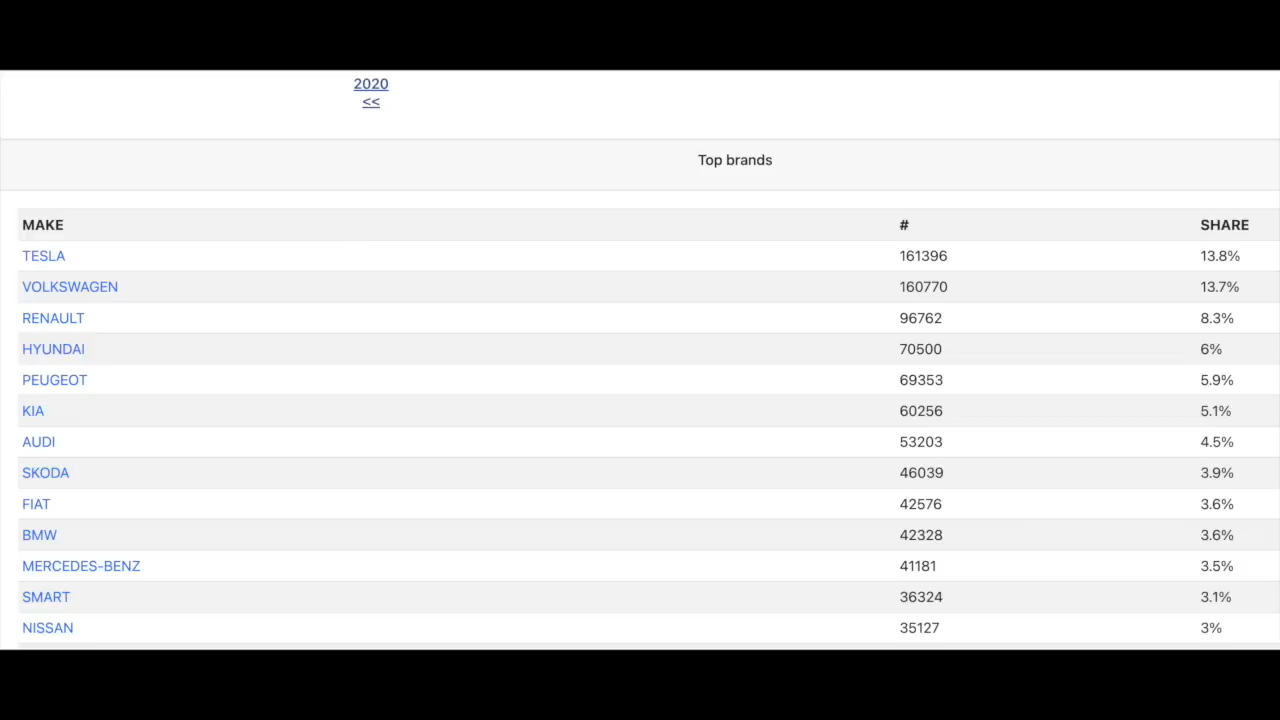 2020
<<
Top brands
MAKE # SHARE
TESLA 161396 13.8%
VOLKSWAGEN 160770 13.7%
RENAULT 96762 8.3%
HYUNDAI 70500 6%
PEUGEOT 69353 5.9%
KIA 60256 5.1%
AUDI 53203 4.5%
SKODA 46039 3.9%
FIAT 42576 3.6%
BMW 42328 3.6%
MERCEDES-BENZ 41181 3.5%
SMART 36324 3.1%
NISSAN 35127 3%